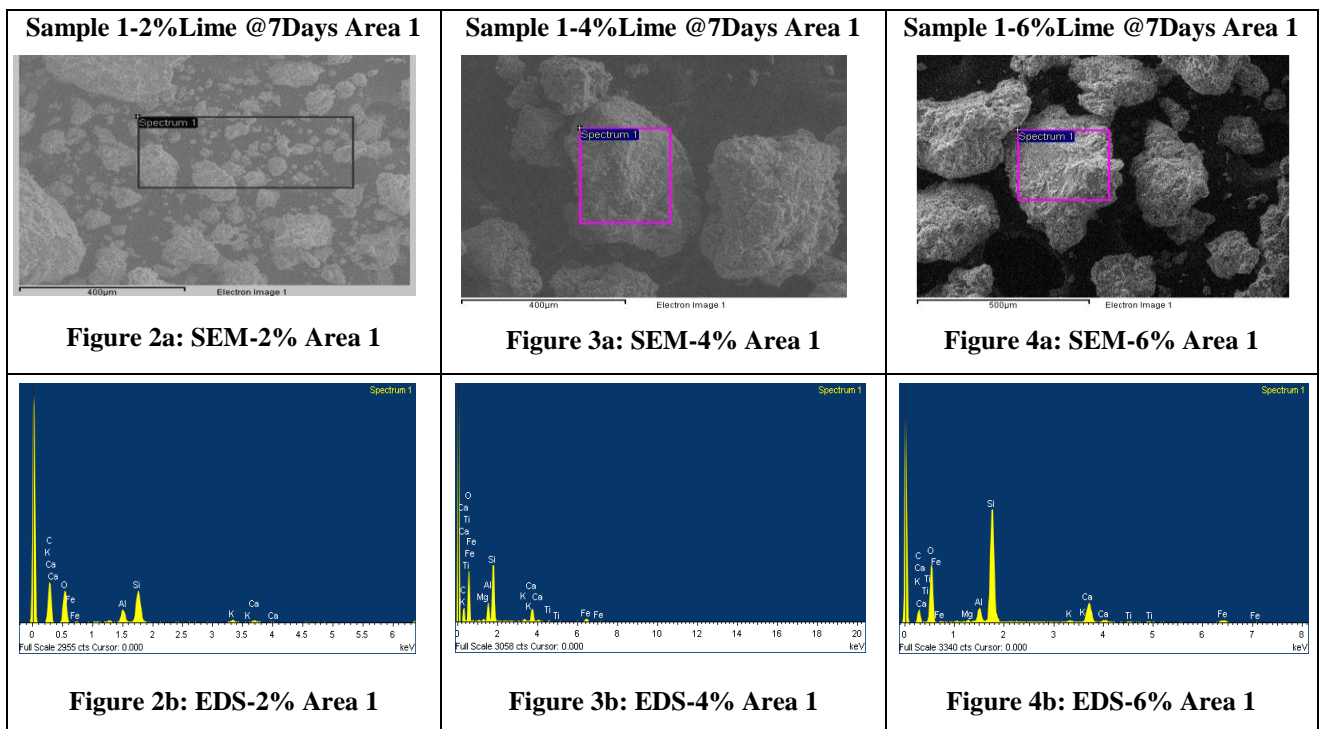 Sample 1-2%Lime @7Days Area 1
Sample 1-4%Lime @7Days Area 1
Sample 1-6%Lime @7Days Area 1
Spectrum 1
400µm
Electron Image 1
Spectrum 1
400µm
Electron Image 1
Spectrum 1
500µm
Electron Image 1
Figure 2a: SEM-2% Area 1
Figure 3a: SEM-4% Area 1
Figure 4a: SEM-6% Area 1
Spectrum 1
C
K
Ca
Ca
O
Fe
Fe
Al
Si
K
K
Ca
Ca
0 0.5 1 1.5 2 2.5 3 3.5 4 4.5 5 5.5 6
Full Scale 2955 cts Cursor: 0.000
keV
Spectrum 1
O
Ca
Ti
Ca
Fe
Fe
Ti
C
K
Mg
Al
Si
K
K
Ca
Ca
Ti
Ti
Fe
Fe
0 2 4 6 8 10 12 14 16 18 20
Full Scale 3058 cts Cursor: 0.000
keV
Spectrum 1
C
Ca
K
Ca
O
Ti
Ti
Fe
Fe
Mg
Al
Si
K
K
Ca
Ca
Ti
Ti
Fe
Fe
0 1 2 3 4 5 6 7 8
Full Scale 3340 cts Cursor: 0.000
keV
Figure 2b: EDS-2% Area 1
Figure 3b: EDS-4% Area 1
Figure 4b: EDS-6% Area 1